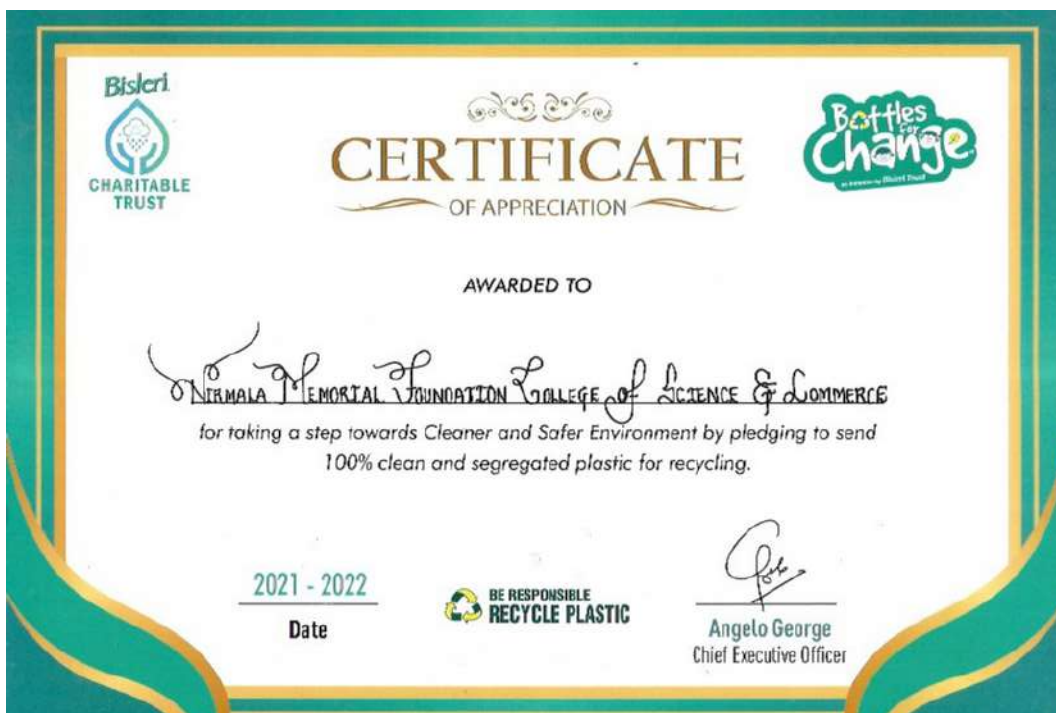 Bisleri
CHARITABLE
TRUST
CERTIFICATE
OF APPRECIATION
Bottles
for
Change
AWARDED TO
NIRMALA MEMORIAL FOUNDATION COLLEGE of SCIENCE & COMMERCE
for taking a step towards Cleaner and Safer Environment by pledging to send
100% clean and segregated plastic for recycling.
2021 - 2022
Date
BE RESPONSIBLE
RECYCLE PLASTIC
Angelo George
Chief Executive Officer